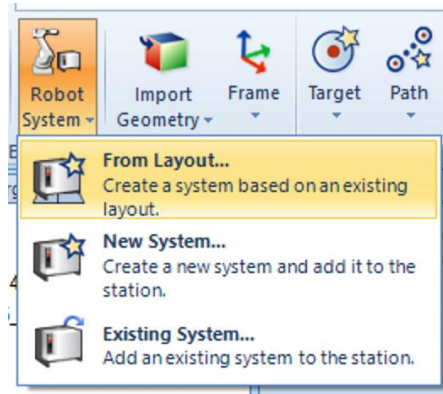 Robot
System
Import
Geometry
Frame
Target
Path
From Layout...
Create a system based on an existing
layout.
New System...
Create a new system and add it to the
station.
Existing System...
Add an existing system to the station.